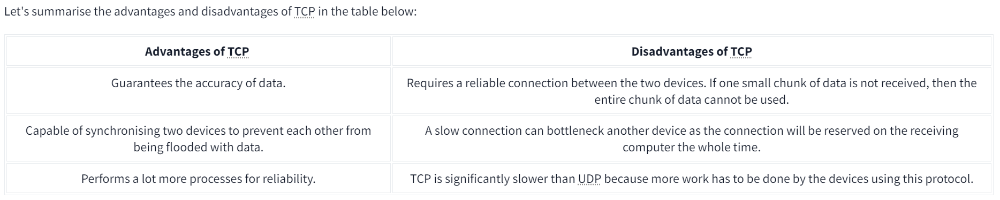 Let's summarise the advantages and disadvantages of TCP in the table below:
Advantages of TCP
Disadvantages of TCP
Guarantees the accuracy of data.
Requires a reliable connection between the two devices. If one small chunk of data is not received, then the
entire chunk of data cannot be used.
Capable of synchronising two devices to prevent each other from
being flooded with data.
A slow connection can bottleneck another device as the connection will be reserved on the receiving
computer the whole time.
Performs a lot more processes for reliability.
TCP is significantly slower than UDP because more work has to be done by the devices using this protocol.